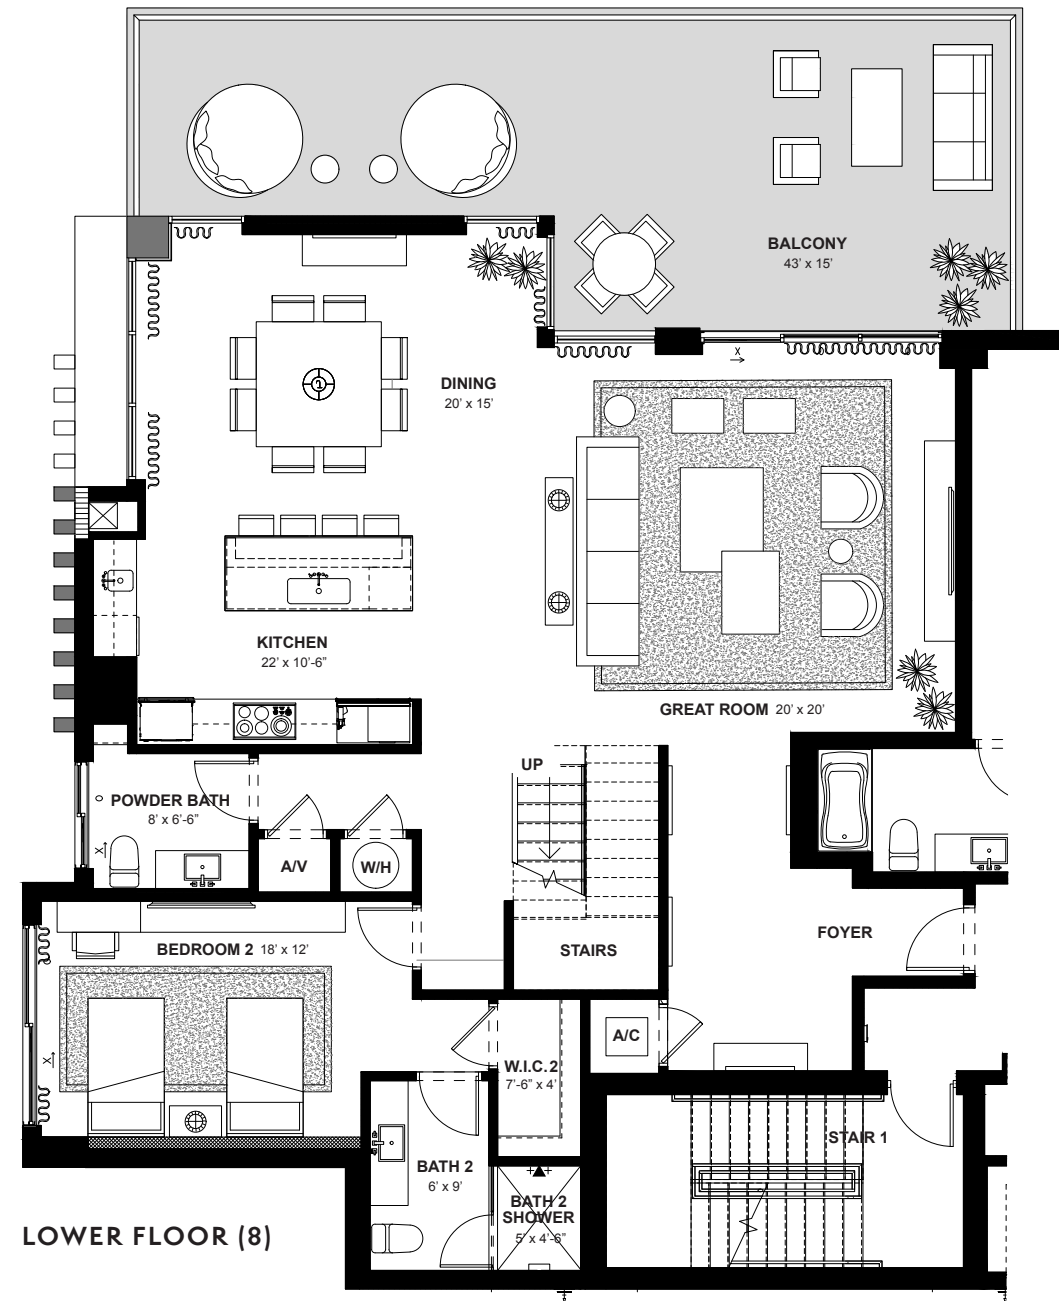 BALCONY
43' x 15'
X
DINING
20' x 15'
KITCHEN
22' x 10'-6"
GREAT ROOM 20' x 20'
UP
POWDER BATH
8' x 6'-6"
X
A/V
W/H
FOYER
BEDROOM 2 18' x 12'
STAIRS
A/C
X
W.I.C.2
7'-6" x 4'
STAIR 1
BATH 2
6' x 9'
BATH 2
SHOWER
5' x 4'-6"
LOWER FLOOR (8)